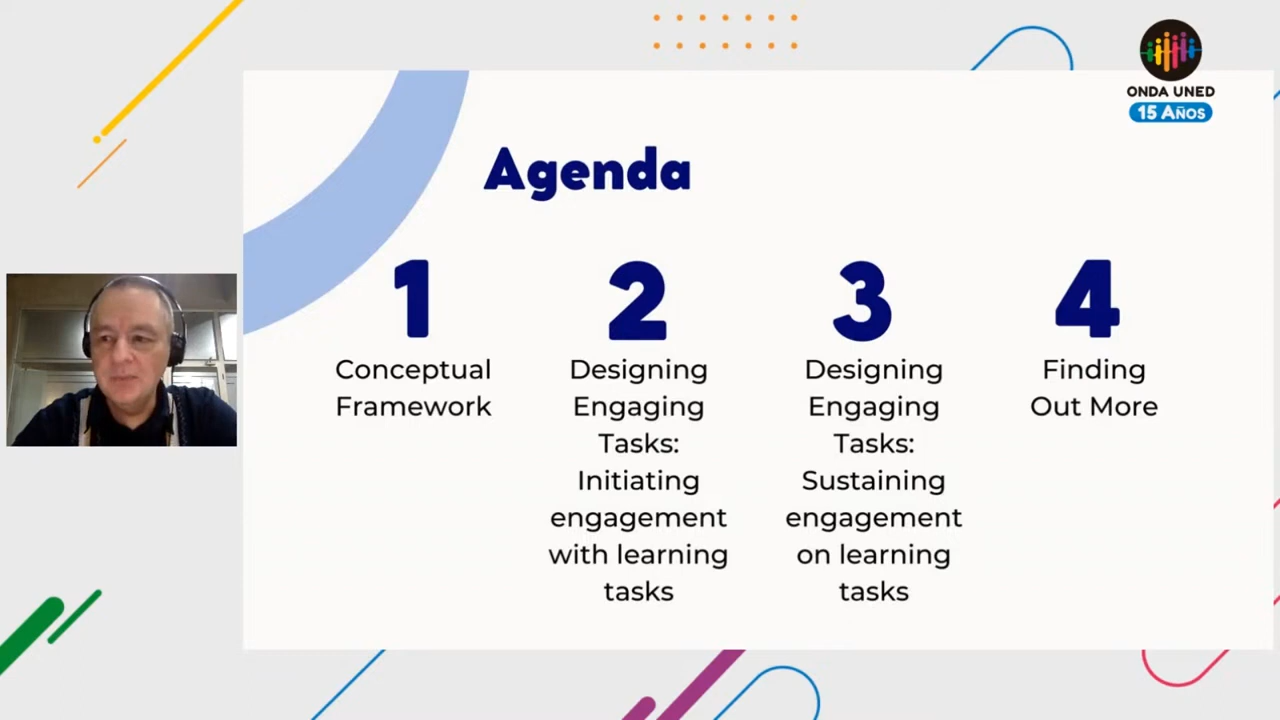 ONDA UNED
15 AÑOS
Agenda
1
Conceptual
Framework
2
Designing
Engaging
Tasks:
Initiating
engagement
with learning
tasks
3
Designing
Engaging
Tasks:
Sustaining
engagement
on learning
tasks
4
Finding
Out More